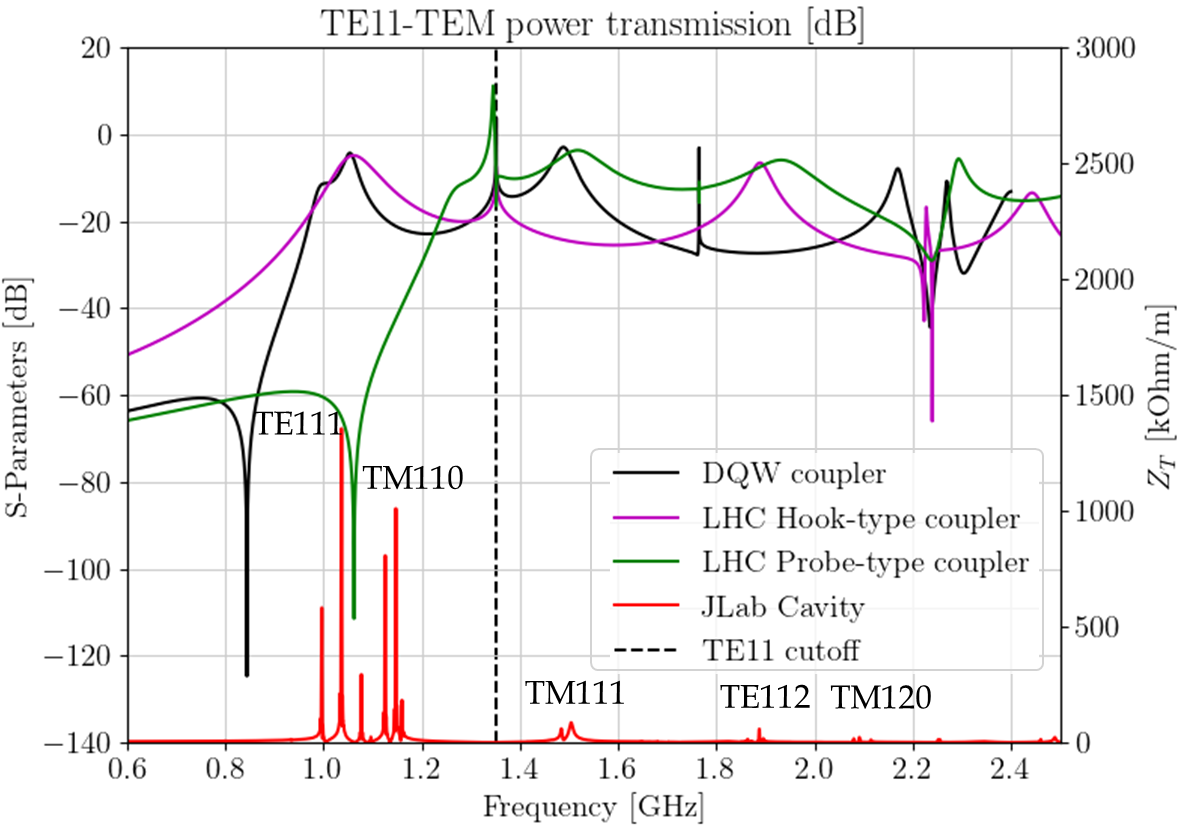 TE11-TEM power transmission [dB]
20
0
−20
−40
−60
−80
−100
−120
−140
S-Parameters [dB]
3000
2500
2000
1500
1000
500
0
Z_T [kOhm/m]
TE111
TM110
DQW coupler
LHC Hook-type coupler
LHC Probe-type coupler
JLab Cavity
TE11 cutoff
TM111
TE112
TM120
0.6 0.8 1.0 1.2 1.4 1.6 1.8 2.0 2.2 2.4
Frequency [GHz]